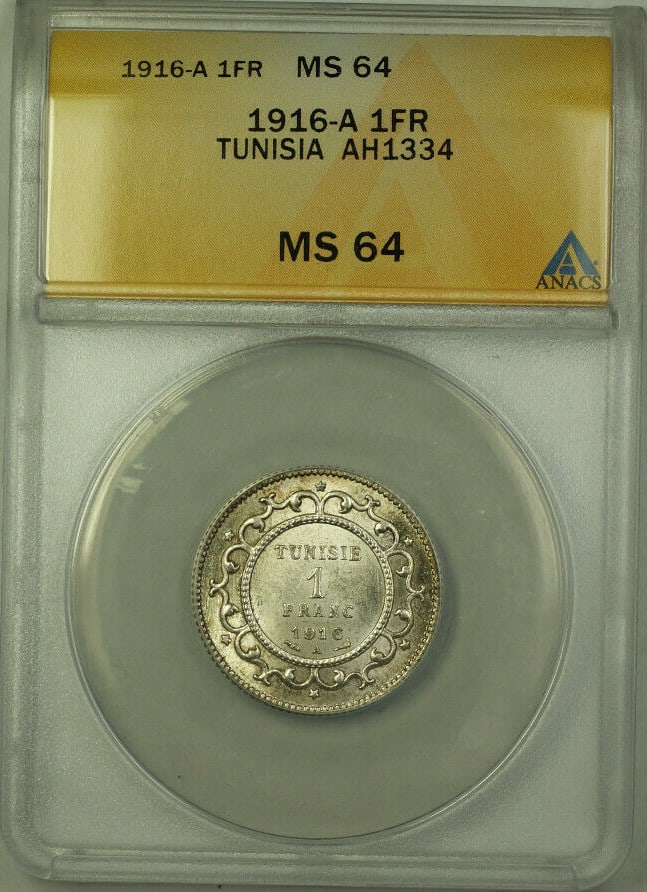 1916-A 1FR MS 64
1916-A 1FR
TUNISIA AH1334
MS 64
ANACS
TUNISIE
1
FRANC
1916
A